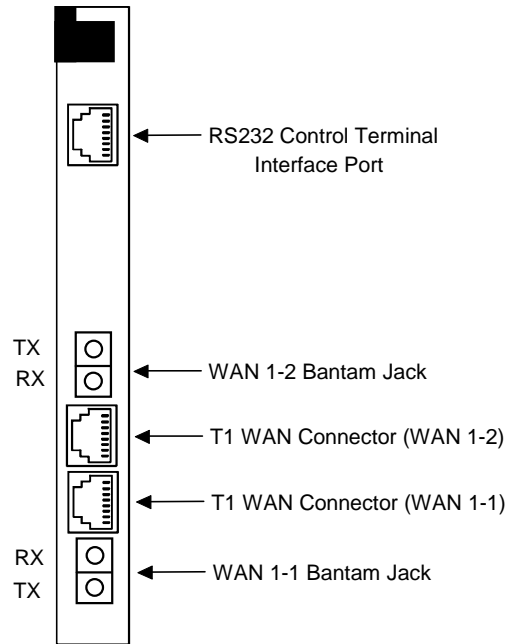 RS232 Control Terminal
Interface Port
TX
RX
WAN 1-2 Bantam Jack
T1 WAN Connector (WAN 1-2)
T1 WAN Connector (WAN 1-1)
RX
TX
WAN 1-1 Bantam Jack